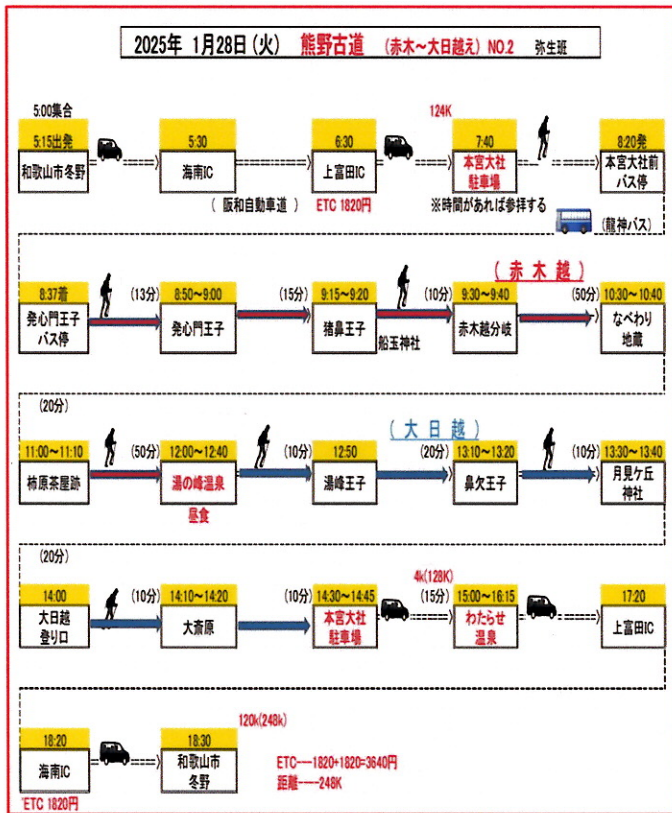 2025年 1月28日(火) 熊野古道 (赤木~大日越え) NO.2 弥生班
5:00集合
5:15出発 5:30 6:30 124K 7:40 8:20発
和歌山市冬野 海南IC 上富田IC 本宮大社 駐車場 本宮大社前 バス停
( 阪和自動車道 ) ETC 1820円 ※時間があれば参拝する (龍神バス)
(赤木越)
8:37着 (13分) 8:50~9:00 (15分) 9:15~9:20 (10分) 9:30~9:40 (50分) 10:30~10:40
発心門王子 バス停 発心門王子 猪鼻王子 船玉神社 赤木越分岐 なべわり 地蔵
(20分)
(大日越)
11:00~11:10 (50分) 12:00~12:40 (10分) 12:50 (20分) 13:10~13:20 (10分) 13:30~13:40
柿原茶屋跡 湯の峰温泉 湯峰王子 鼻欠王子 月見ケ丘 神社
昼食
(20分)
4k(128K)
14:00 (10分) 14:10~14:20 (10分) 14:30~14:45 (15分) 15:00~16:15 17:20
大日越 登り口 大斎原 本宮大社 駐車場 わたらせ 温泉 上富田IC
120k(248k)
18:20 18:30
海南IC 和歌山市 冬野
ETC---1820+1820=3640円
距離----248K
ETC 1820円